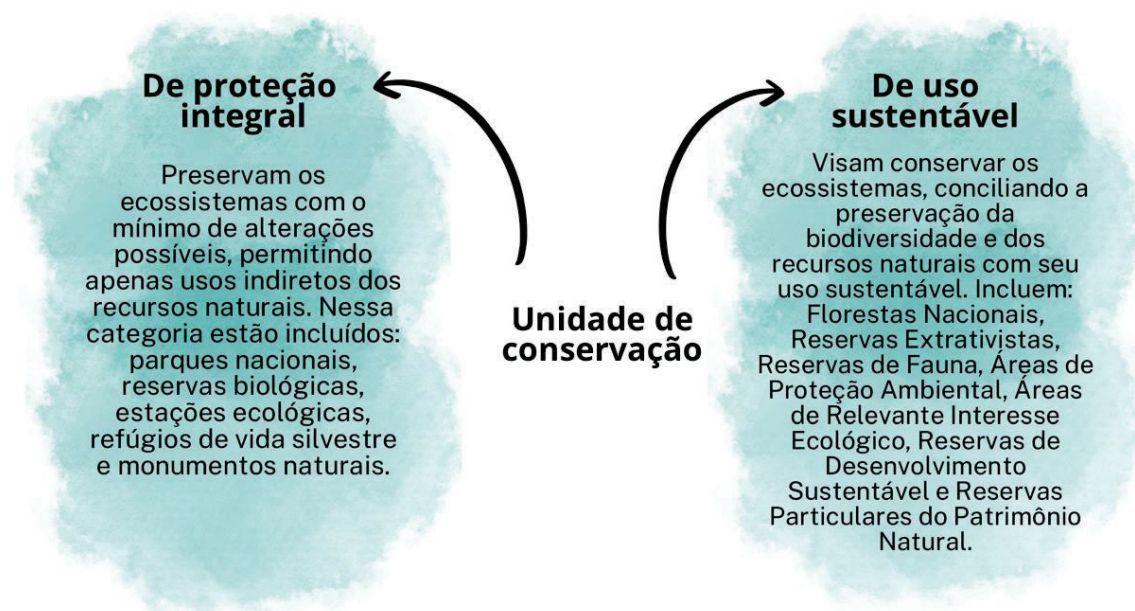 De proteção
integral
Preservam os
ecossistemas com o
mínimo de alterações
possíveis, permitindo
apenas usos indiretos dos
recursos naturais. Nessa
categoria estão incluídos:
parques nacionais,
reservas biológicas,
estações ecológicas,
refúgios de vida silvestre
e monumentos naturais.
Unidade de
conservação
De uso
sustentável
Visam conservar os
ecossistemas, conciliando a
preservação da
biodiversidade e dos
recursos naturais com seu
uso sustentável. Incluem:
Florestas Nacionais,
Reservas Extrativistas,
Reservas de Fauna, Áreas de
Proteção Ambiental, Áreas
de Relevante Interesse
Ecológico, Reservas de
Desenvolvimento
Sustentável e Reservas
Particulares do Patrimônio
Natural.